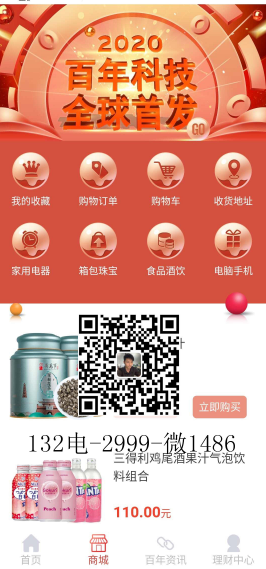 2020
百年科技
全球首发
GO
我的收藏
购物订单
购物车
收货地址
家用电器
箱包珠宝
食品酒饮
电脑手机
立即购买
132电-2999-微1486
三得利鸡尾酒果汁气泡饮
料组合
110.00元
首页
商城
百年资讯
理财中心